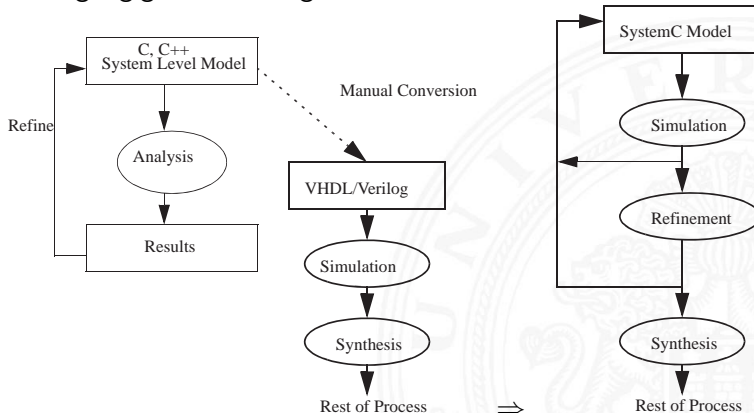 C, C++
System Level Model
Refine
Analysis
Results
Manual Conversion
VHDL/Verilog
Simulation
Synthesis
Rest of Process
⇒
SystemC Model
Simulation
Refinement
Synthesis
Rest of Process